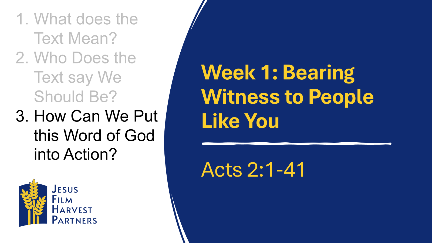 1. What does the
Text Mean?
2. Who Does the
Text say We
Should Be?
3. How Can We Put
this Word of God
into Action?
JESUS
FILM
HARVEST
PARTNERS
Week 1: Bearing
Witness to People
Like You
Acts 2:1-41